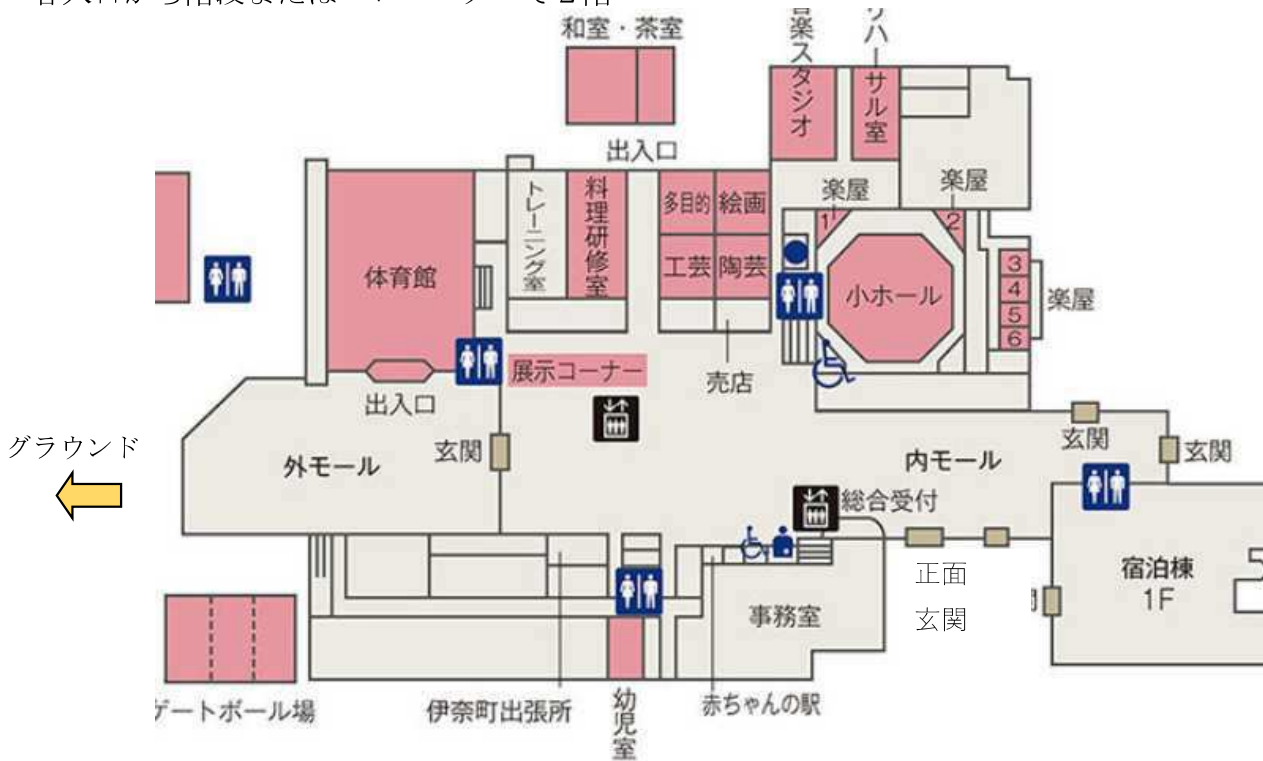 和室・茶室
音楽スタジオ
リハーサル室
出入口
楽屋
楽屋
トレーニング室
料理研修室
多目的
絵画
工芸
陶芸
1
2
体育館
小ホール
3
4
5
6
楽屋
展示コーナー
売店
出入口
グラウンド
玄関
外モール
内モール
玄関
玄関
総合受付
正面
玄関
宿泊棟
1F
事務室
ゲートボール場
伊奈町出張所
幼児室
赤ちゃんの駅